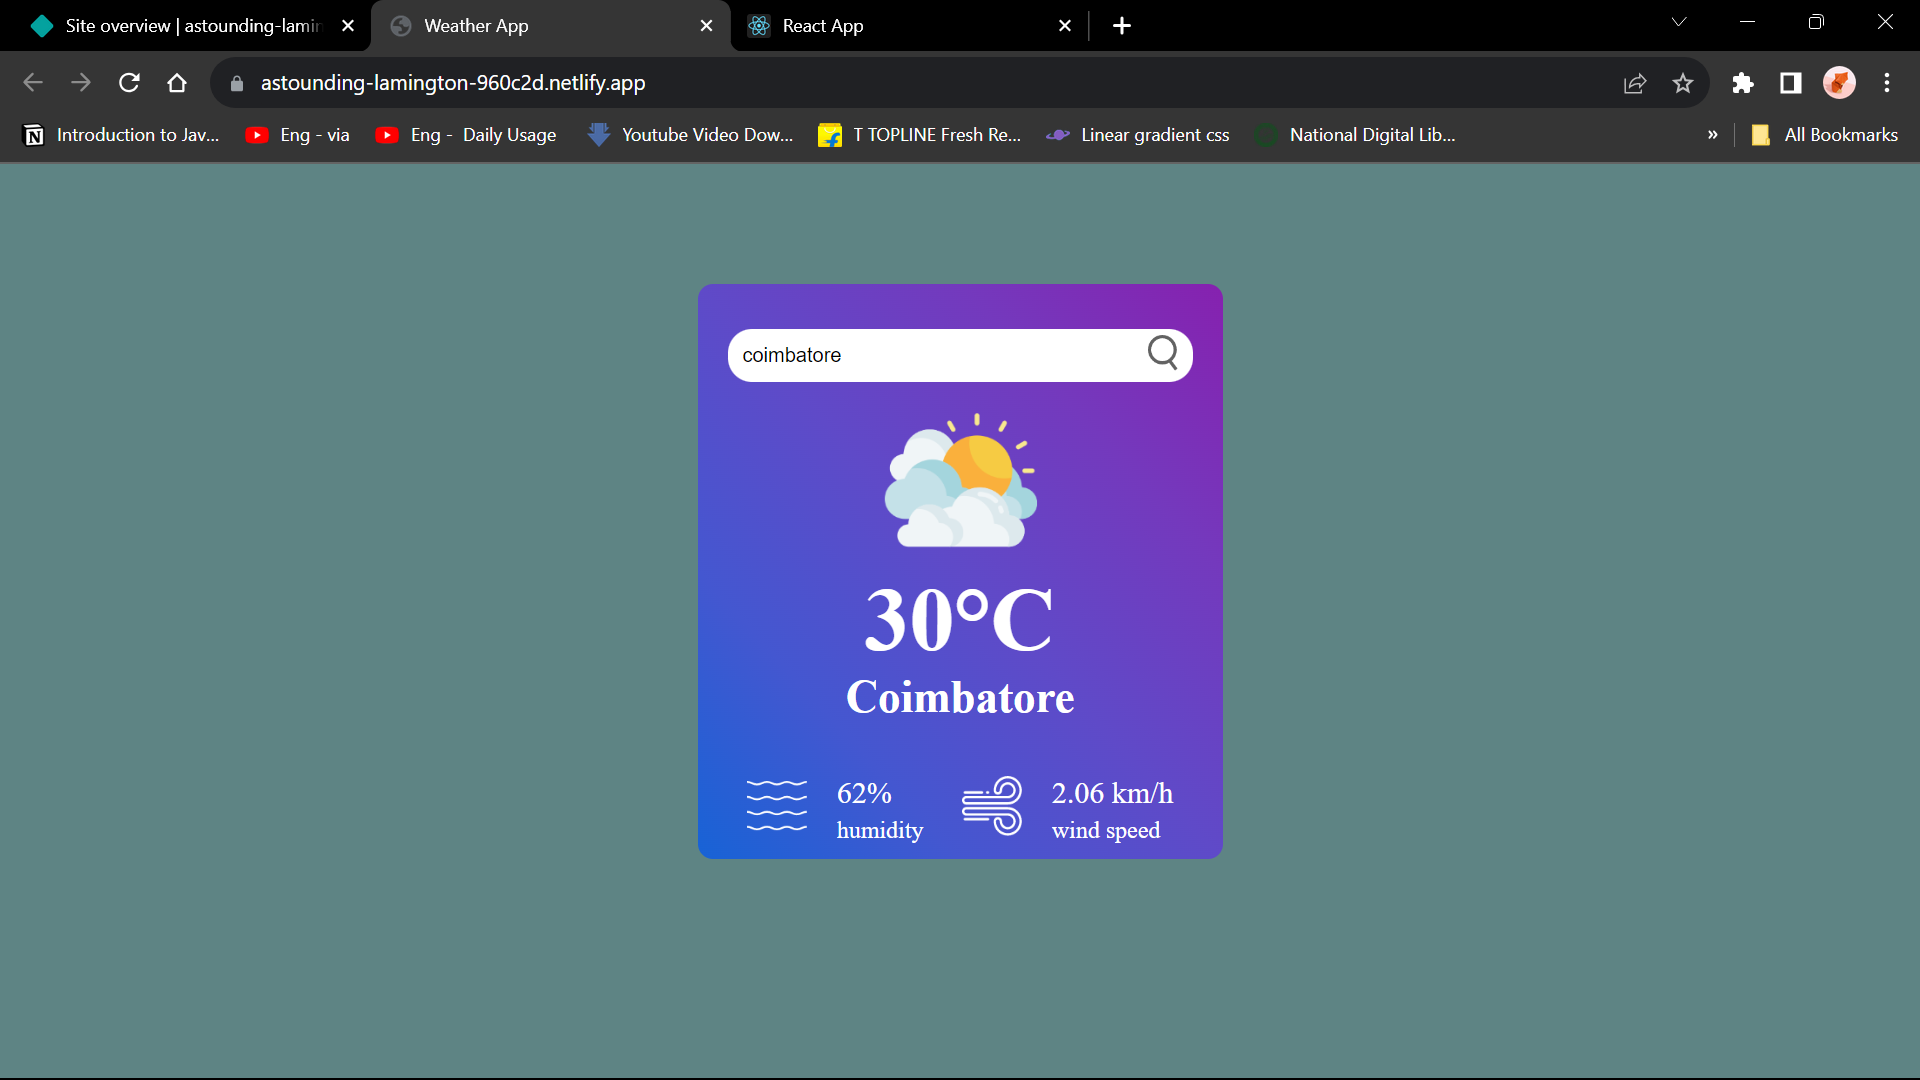 Site overview | astounding-lamin
Weather App
React App
astounding-lamington-960c2d.netlify.app
Introduction to Jav...
Eng - via
Eng - Daily Usage
Youtube Video Dow...
T TOPLINE Fresh Re...
Linear gradient css
National Digital Lib...
»
All Bookmarks
coimbatore
30°C
Coimbatore
62%
humidity
2.06 km/h
wind speed